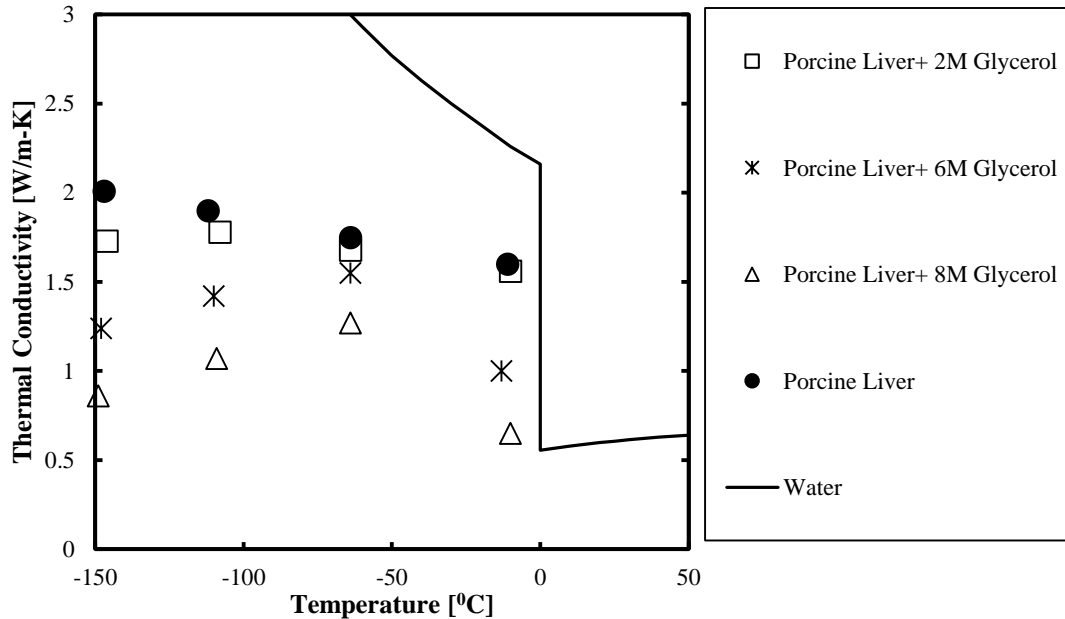 Thermal Conductivity [W/m-K]
3
2.5
2
1.5
1
0.5
0
-150 -100 -50 0 50
Temperature [⁰C]
Porcine Liver+ 2M Glycerol
Porcine Liver+ 6M Glycerol
Porcine Liver+ 8M Glycerol
Porcine Liver
Water